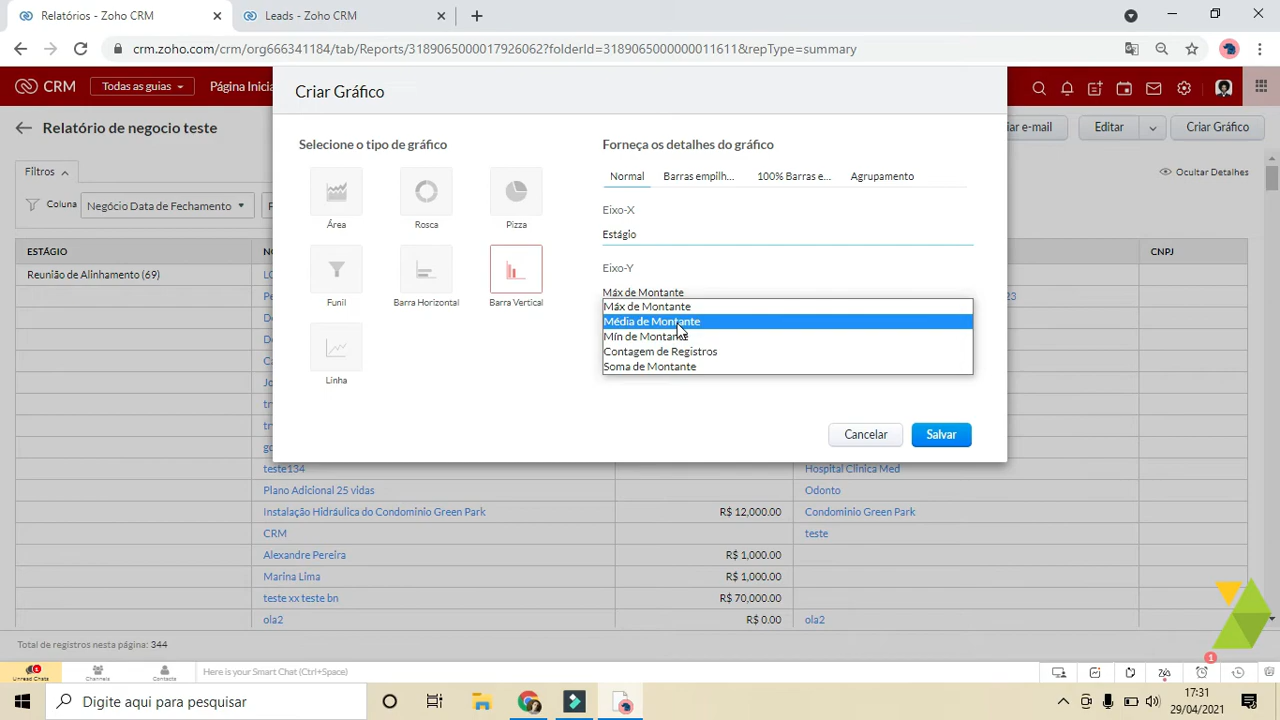 Relatórios - Zoho CRM
Leads - Zoho CRM
crm.zoho.com/crm/org666341184/tab/Reports/3189065000017926062?folderId=3189065000000011611&repType=summary
CRM
Todas as guias
Página Inicia
Criar Gráfico
Relatório de negocio teste
iar e-mail
Editar
Criar Gráfico
Selecione o tipo de gráfico
Forneça os detalhes do gráfico
Filtros
Ocultar Detalhes
Normal
Barras empilh...
100% Barras e...
Agrupamento
Coluna
Negócio Data de Fechamento
Área
Rosca
Pizza
Eixo-X
Estágio
ESTÁGIO
CNPJ
Eixo-Y
Reunião de Alinhamento (69)
Máx de Montante
Funil
Barra Horizontal
Barra Vertical
Máx de Montante
Média de Montante
Mín de Montante
Contagem de Registros
Soma de Montante
Linha
Cancelar
Salvar
teste134
Hospital Clinica Med
Plano Adicional 25 vidas
Odonto
Instalação Hidráulica do Condominio Green Park
R$ 12,000.00
Condominio Green Park
CRM
teste
Alexandre Pereira
R$ 1,000.00
Marina Lima
R$ 1,000.00
teste xx teste bn
R$ 70,000.00
ola2
R$ 0.00
ola2
Total de registros nesta página: 344
Unread Chats
Channels
Contacts
Here is your Smart Chat (Ctrl+Space)
1
Digite aqui para pesquisar
17:31
29/04/2021